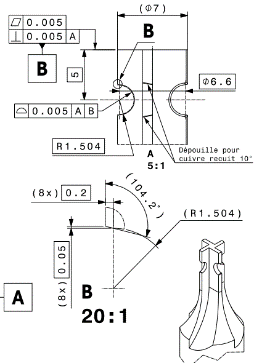 (Φ7)
0.005
0.005 A
B
B
5
Φ6.6
0.005 A B
R1.504
A
5:1
Dépouille pour
cuivre recuit 10°
(8x) 0.2
(104.2°)
(R1.504)
(8x) 0.05
A
B
20:1